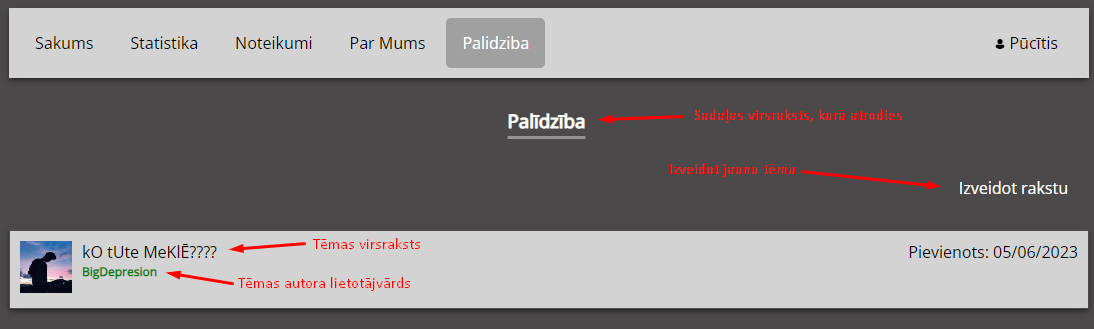 Sakums Statistika Noteikumi Par Mums Palidziba Pūcītis
Palīdzība
Sadaļas virsraksts, kurā atrodies
Izveidot jaunu tēmu
Izveidot rakstu
kO tUte MeKlĒ???? Pievienots: 05/06/2023
Tēmas virsraksts
BigDepresion
Tēmas autora lietotājvārds